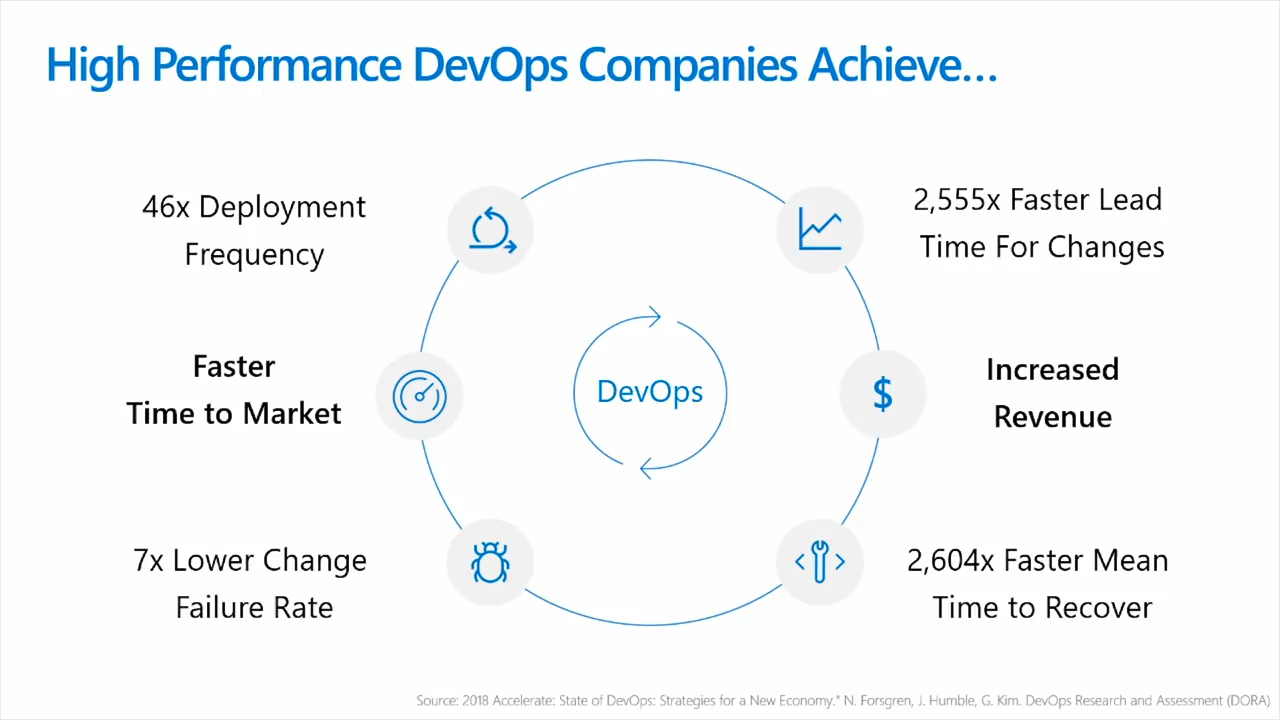 High Performance DevOps Companies Achieve...
46x Deployment
Frequency
2,555x Faster Lead
Time For Changes
Faster
Time to Market
DevOps
$
Increased
Revenue
7x Lower Change
Failure Rate
2,604x Faster Mean
Time to Recover
Source: 2018 Accelerate: State of DevOps: Strategies for a New Economy." N. Forsgren, J. Humble, G. Kim. DevOps Research and Assessment (DORA)